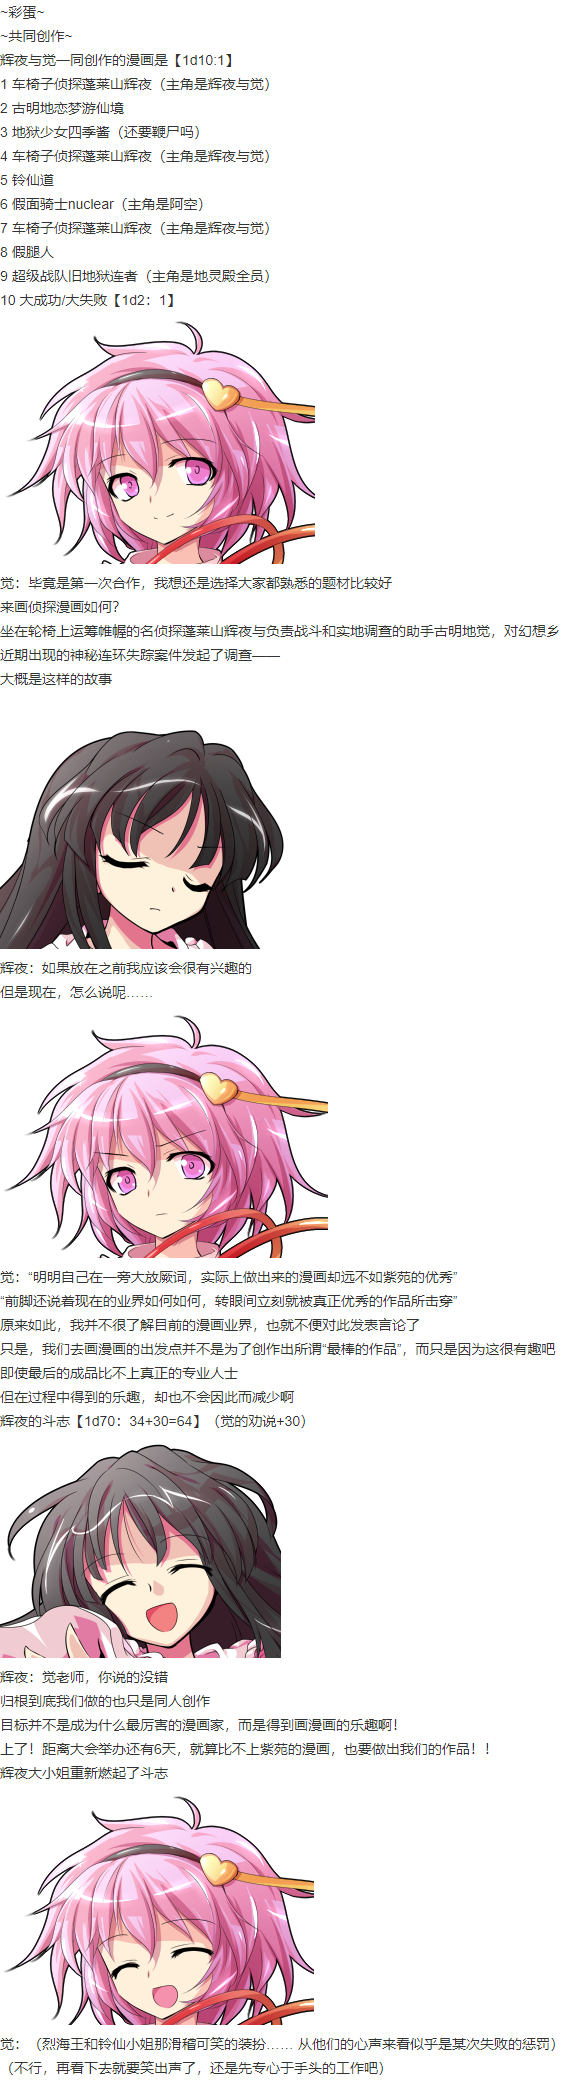 ~彩蛋~
~共同创作~
辉夜与觉一同创作的漫画是【1d10:1】
1 车椅子侦探蓬莱山辉夜（主角是辉夜与觉）
2 古明地恋梦游仙境
3 地狱少女四季酱（还要鞭尸吗）
4 车椅子侦探蓬莱山辉夜（主角是辉夜与觉）
5 铃仙道
6 假面骑士nuclear（主角是阿空）
7 车椅子侦探蓬莱山辉夜（主角是辉夜与觉）
8 假腿人
9 超级战队旧地狱连者（主角是地灵殿全员）
10 大成功/大失败【1d2：1】
觉：毕竟是第一次合作，我想还是选择大家都熟悉的题材比较好
来画侦探漫画如何？
坐在轮椅上运筹帷幄的名侦探蓬莱山辉夜与负责战斗和实地调查的助手古明地觉，对幻想乡
近期出现的神秘连环失踪案件发起了调查——
大概是这样的故事
辉夜：如果放在之前我应该会很有兴趣的
但是现在，怎么说呢……
觉：“明明自己在一旁大放厥词，实际上做出来的漫画却远不如紫苑的优秀”
“前脚还说着现在的业界如何如何，转眼间立刻就被真正优秀的作品所击穿”
原来如此，我并不很了解目前的漫画业界，也就不便对此发表言论了
只是，我们去画漫画的出发点并不是为了创作出所谓“最棒的作品”，而只是因为这很有趣吧
即使最后的成品比不上真正的专业人士
但在过程中得到的乐趣，却也不会因此而减少啊
辉夜的斗志【1d70：34+30=64】（觉的劝说+30）
辉夜：觉老师，你说的没错
归根到底我们做的也只是同人创作
目标并不是成为什么最厉害的漫画家，而是得到画漫画的乐趣啊！
上了！距离大会举办还有6天，就算比不上紫苑的漫画，也要做出我们的作品！！
辉夜大小姐重新燃起了斗志
觉：（烈海王和铃仙小姐那滑稽可笑的装扮…… 从他们的心声来看似乎是某次失败的惩罚）
（不行，再看下去就要笑出声了，还是先专心于手头的工作吧）